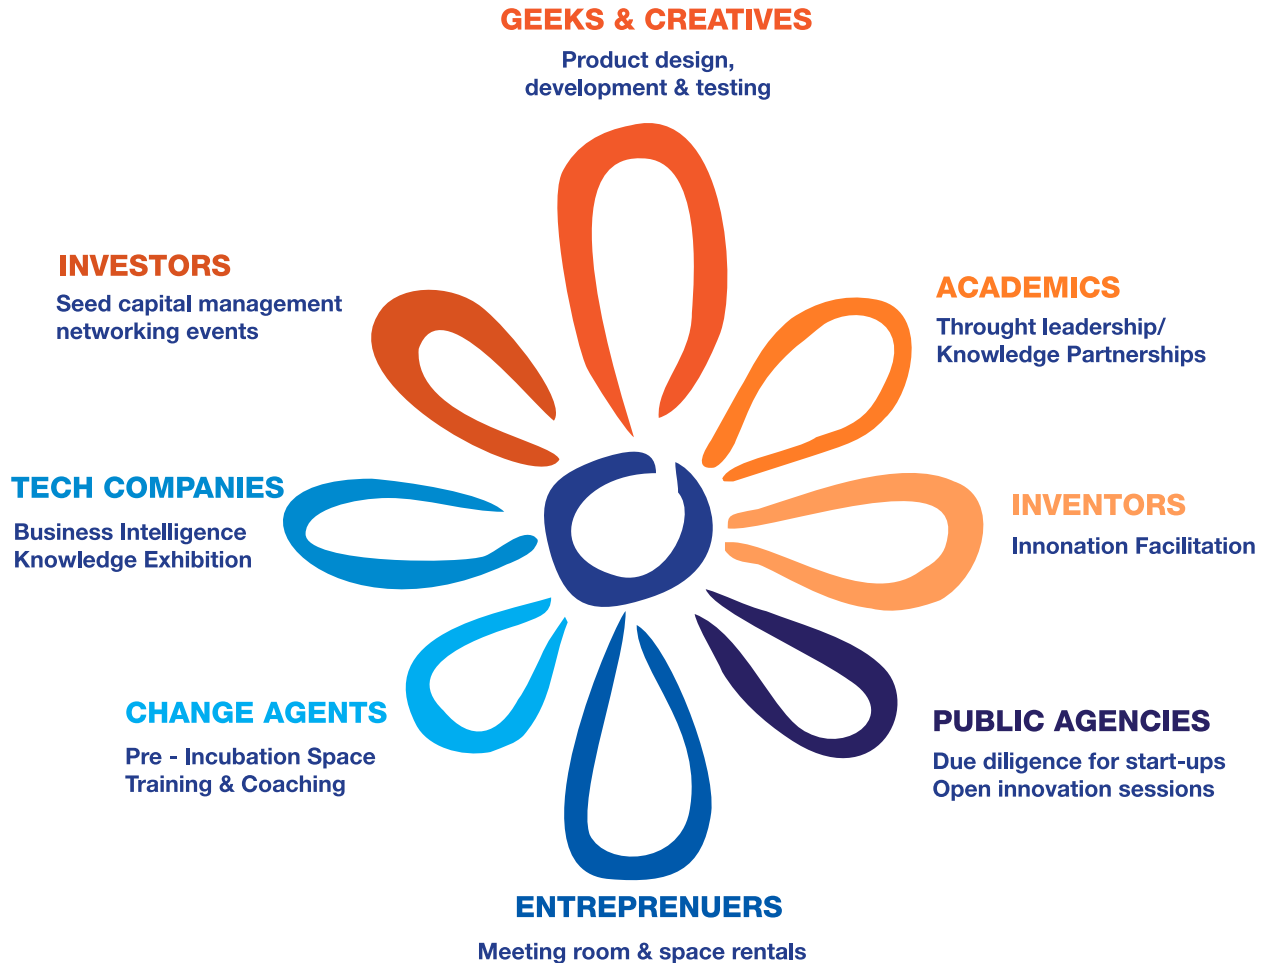 GEEKS & CREATIVES
Product design,
development & testing
INVESTORS
Seed capital management
networking events
ACADEMICS
Throught leadership/
Knowledge Partnerships
TECH COMPANIES
Business Intelligence
Knowledge Exhibition
INVENTORS
Innonation Facilitation
CHANGE AGENTS
Pre - Incubation Space
Training & Coaching
PUBLIC AGENCIES
Due diligence for start-ups
Open innovation sessions
ENTREPRENUERS
Meeting room & space rentals